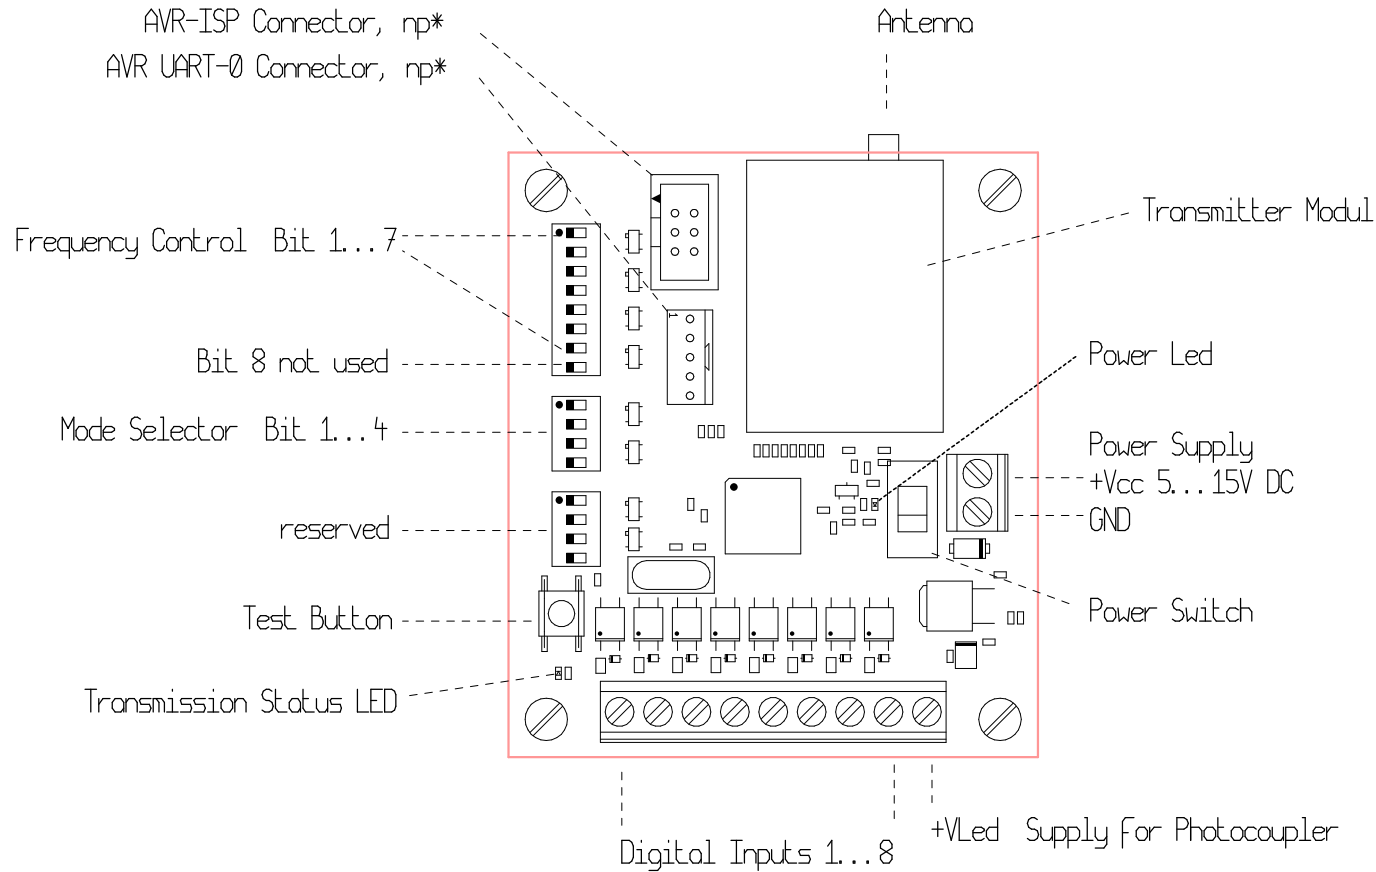 AVR-ISP Connector, np*
Antenna
AVR UART-0 Connector, np*
Transmitter Modul
Frequency Control Bit 1...7
1
Power Led
Bit 8 not used
Mode Selector Bit 1...4
Power Supply
+Vcc 5...15V DC
GND
reserved
Power Switch
Test Button
Transmission Status LED
+VLed Supply for Photocoupler
Digital Inputs 1...8